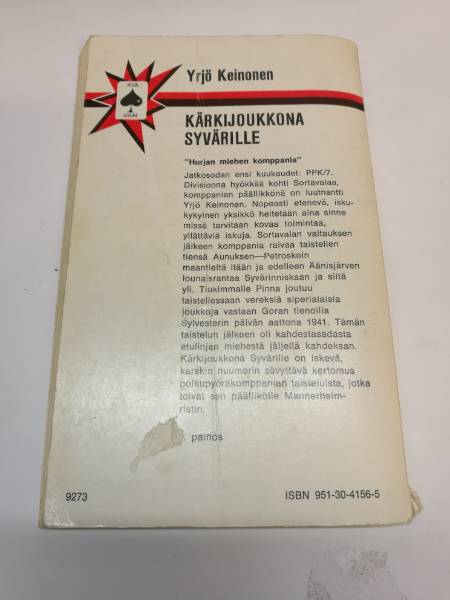 Yrjö Keinonen
KÄRKIJOUKKONA
SYVÄRILLE
"Hurjan miehen komppania"
Jatkosodan ensi kuukaudet: PPK/7.
Divisioona hyökkää kohti Sortavalaa,
komppanian päällikkönä on luutnantti
Yrjö Keinonen. Nopeasti etenevä, isku-
kykyinen yksikkö heitetään aina sinne
missä tarvitaan kovaa toimintaa,
yllättäviä iskuja. Sortavalan valtauksen
jälkeen komppania raivaa taistellen
tiensä Aunuksen—Petroskoin
maantieltä itään ja edelleen Äänisjärven
lounaisrantaa Syvärinniskaan ja siitä
yli. Tiukimmalle Pinna joutuu
taistellessaan vereksiä siperialaisia
joukkoja vastaan Goran tienoilla
Sylvesterin päivän aattona 1941. Tämän
taistelun jälkeen oli kahdestasadasta
etulinjan miehestä jäljellä kahdeksan.
Kärkijoukkona Syvärille on iskevä,
karskin huumorin sävyttävä kertomus
polkupyöräkomppanian taisteluista, jotka
toivat sen päällikölle Mannerheim-
ristin.
. painos
9273
ISBN 951-30-4156-5